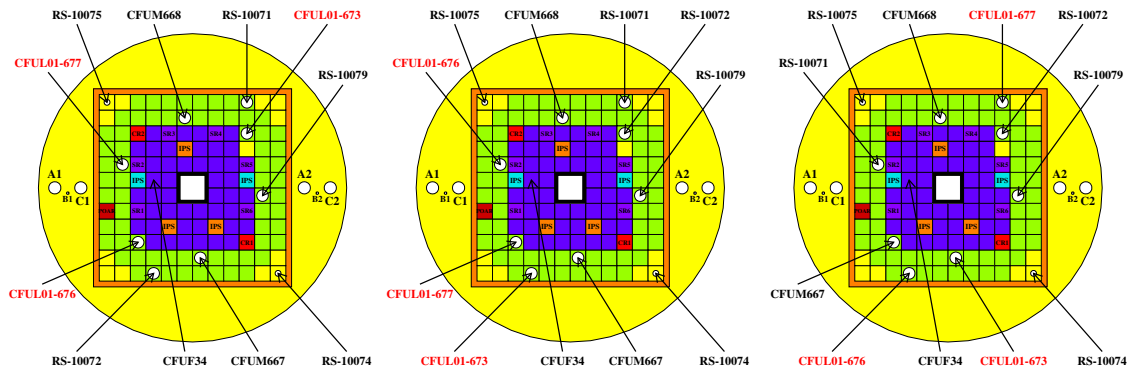 RS-10075 CFUM668 RS-10071 CFUL01-673
CFUL01-677 RS-10079
CR2 SR3 SR4
IPS
SR2 SR5
IPS IPS
A1 B1 C1 A2 B2 C2
SR1 SR6
IPS IPS
CR1
CFUL01-676
RS-10072 CFUF34 CFUM667 RS-10074
RS-10075 CFUM668 RS-10071 RS-10072
CFUL01-676 RS-10079
CR2 SR3 SR4
IPS
SR2 SR5
IPS IPS
A1 B1 C1 A2 B2 C2
SR1 SR6
IPS IPS
CR1
CFUL01-677
CFUL01-673 CFUF34 CFUM667 RS-10074
RS-10075 CFUM668 CFUL01-677 RS-10072
RS-10071 RS-10079
CR2 SR3 SR4
IPS
SR2 SR5
IPS IPS
A1 B1 C1 A2 B2 C2
SR1 SR6
IPS IPS
CR1
CFUM667
CFUL01-676 CFUF34 CFUL01-673 RS-10074